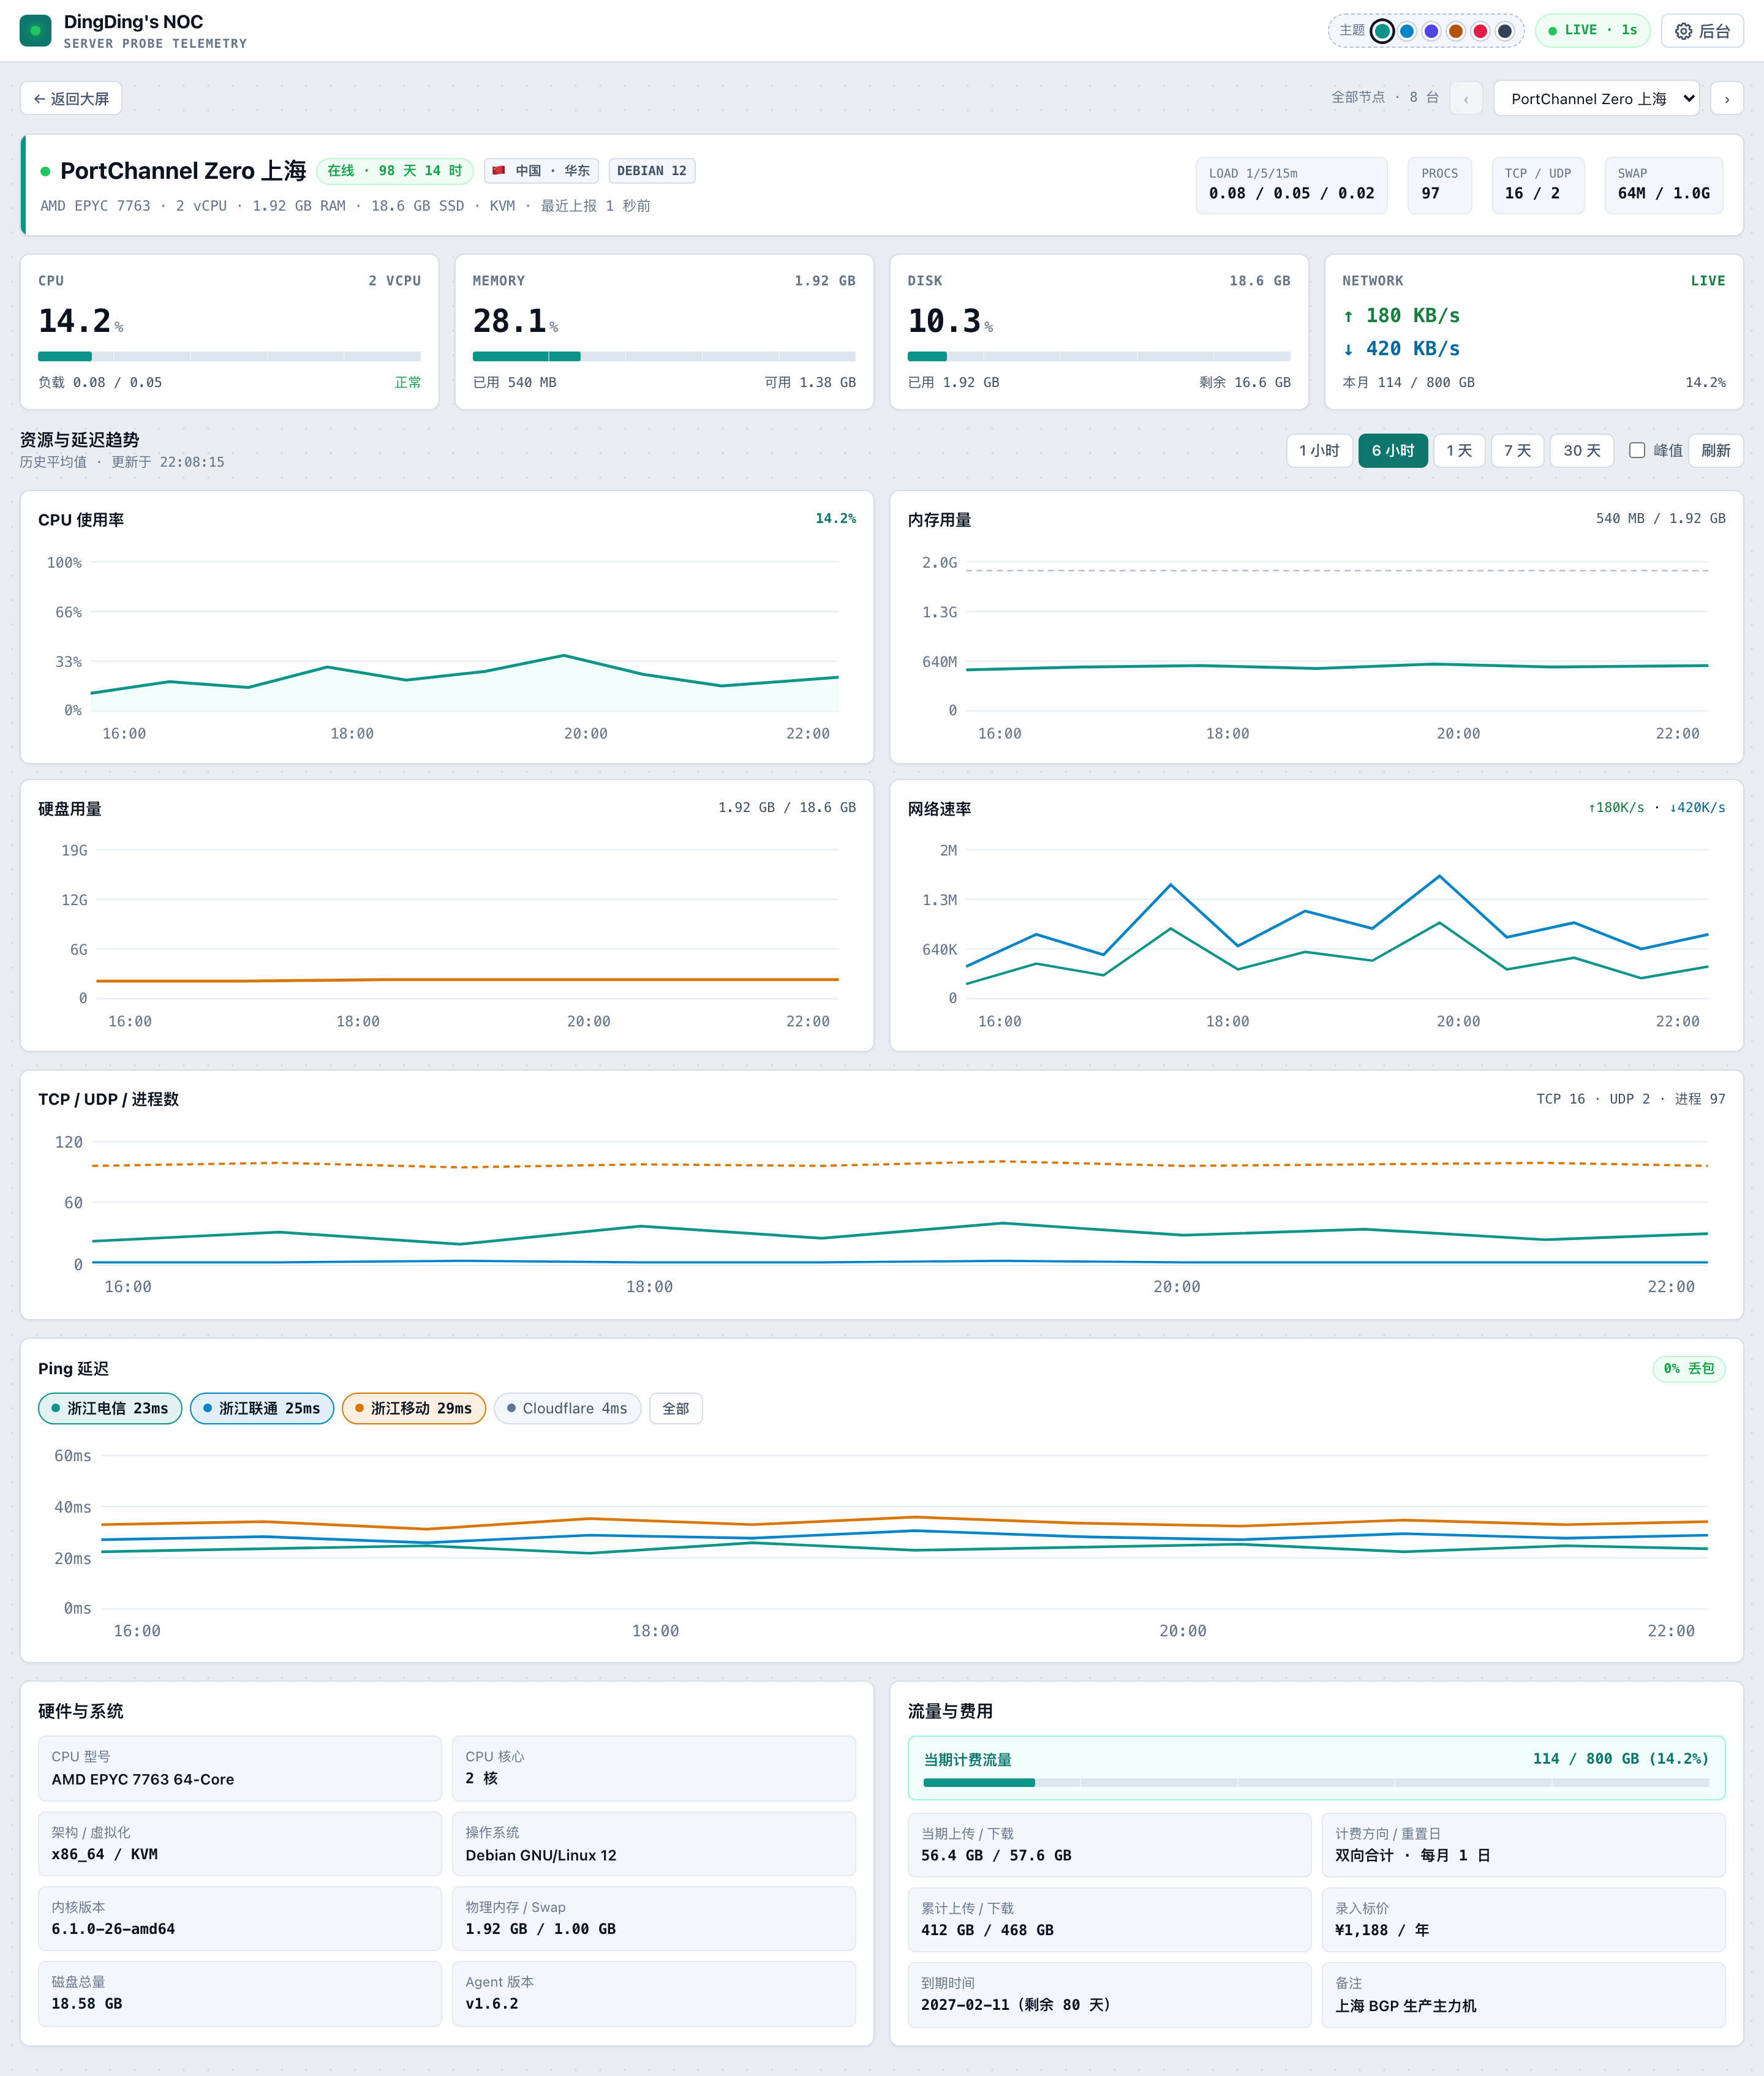 DingDing's NOC
SERVER PROBE TELEMETRY
主题
LIVE · 1s
后台
← 返回大屏
全部节点 · 8 台
‹
PortChannel Zero 上海
›
PortChannel Zero 上海
在线 · 98 天 14 时
中国 · 华东
DEBIAN 12
AMD EPYC 7763 · 2 vCPU · 1.92 GB RAM · 18.6 GB SSD · KVM · 最近上报 1 秒前
LOAD 1/5/15m
0.08 / 0.05 / 0.02
PROCS
97
TCP / UDP
16 / 2
SWAP
64M / 1.0G
CPU
2 VCPU
14.2%
负载 0.08 / 0.05
正常
MEMORY
1.92 GB
28.1%
已用 540 MB
可用 1.38 GB
DISK
18.6 GB
10.3%
已用 1.92 GB
剩余 16.6 GB
NETWORK
LIVE
↑ 180 KB/s
↓ 420 KB/s
本月 114 / 800 GB
14.2%
资源与延迟趋势
历史平均值 · 更新于 22:08:15
1 小时
6 小时
1 天
7 天
30 天
峰值
刷新
CPU 使用率
14.2%
100%
66%
33%
0%
16:00
18:00
20:00
22:00
内存用量
540 MB / 1.92 GB
2.0G
1.3G
640M
0
16:00
18:00
20:00
22:00
硬盘用量
1.92 GB / 18.6 GB
19G
12G
6G
0
16:00
18:00
20:00
22:00
网络速率
↑180K/s · ↓420K/s
2M
1.3M
640K
0
16:00
18:00
20:00
22:00
TCP / UDP / 进程数
TCP 16 · UDP 2 · 进程 97
120
60
0
16:00
18:00
20:00
22:00
Ping 延迟
0% 丢包
浙江电信 23ms
浙江联通 25ms
浙江移动 29ms
Cloudflare 4ms
全部
60ms
40ms
20ms
0ms
16:00
18:00
20:00
22:00
硬件与系统
CPU 型号
AMD EPYC 7763 64-Core
CPU 核心
2 核
架构 / 虚拟化
x86_64 / KVM
操作系统
Debian GNU/Linux 12
内核版本
6.1.0-26-amd64
物理内存 / Swap
1.92 GB / 1.00 GB
磁盘总量
18.58 GB
Agent 版本
v1.6.2
流量与费用
当期计费流量
114 / 800 GB (14.2%)
当期上传 / 下载
56.4 GB / 57.6 GB
计费方向 / 重置日
双向合计 · 每月 1 日
累计上传 / 下载
412 GB / 468 GB
录入标价
¥1,188 / 年
到期时间
2027-02-11 (剩余 80 天)
备注
上海 BGP 生产主力机